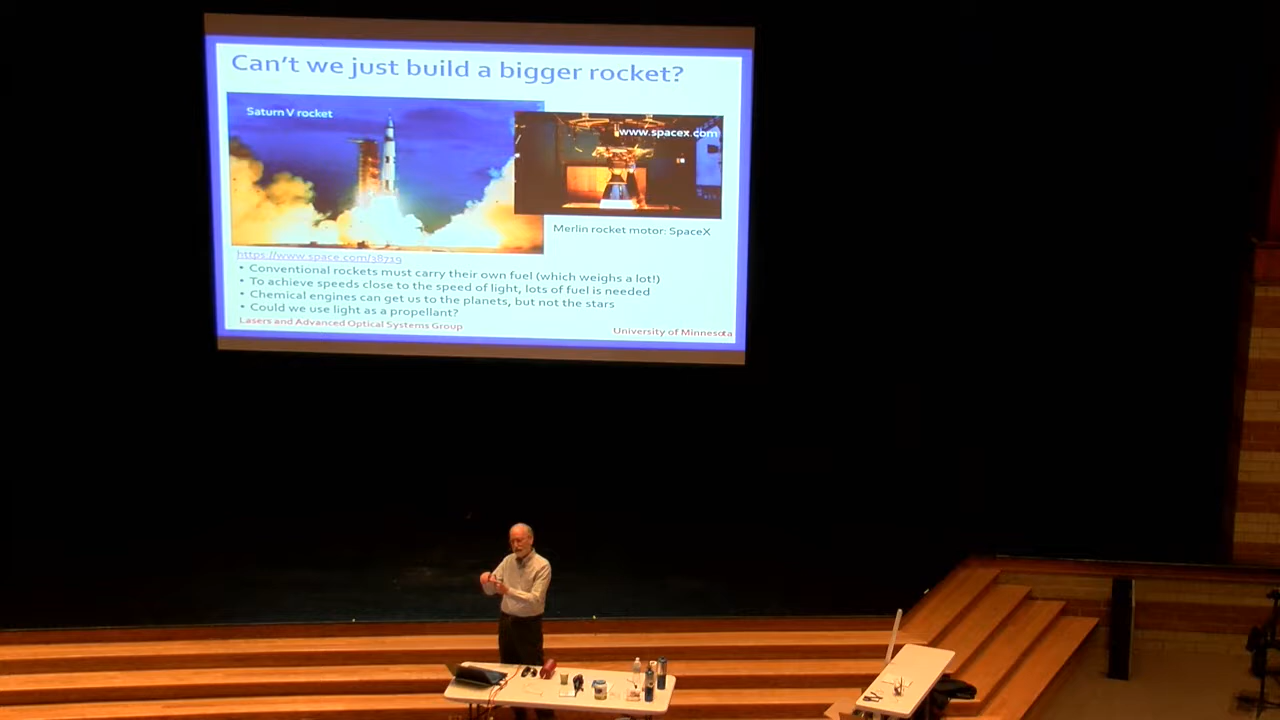 Can't we just build a bigger rocket?
Saturn V rocket
www.spacex.com
Merlin rocket motor: SpaceX
https://www.space.com/38719
• Conventional rockets must carry their own fuel (which weighs a lot!)
• To achieve speeds close to the speed of light, lots of fuel is needed
• Chemical engines can get us to the planets, but not the stars
• Could we use light as a propellant?
Lasers and Advanced Optical Systems Group
University of Minnesota